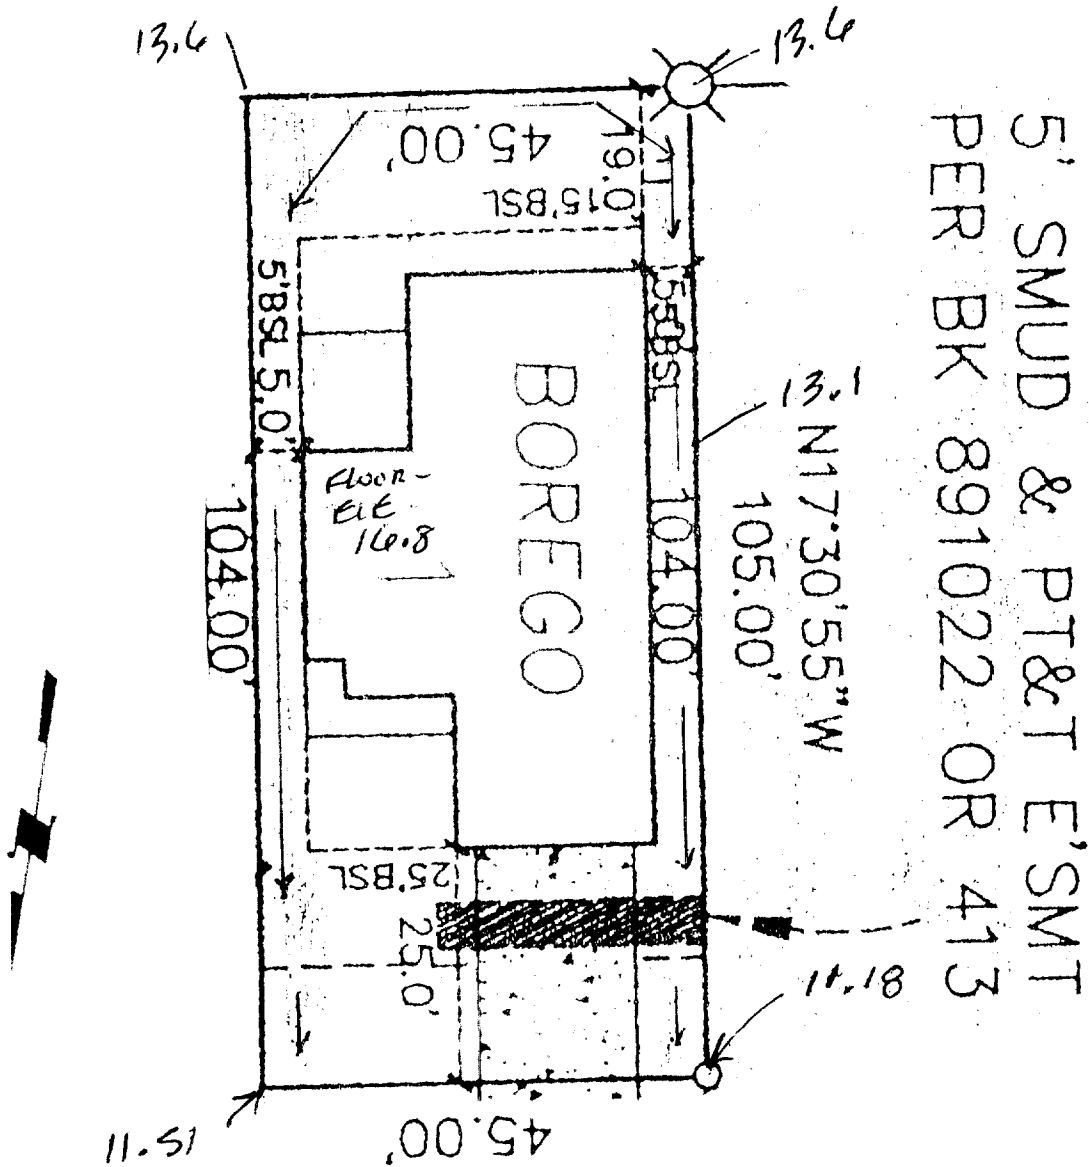 13.6
13.6
45.00'
19.0'
15'BSL
5'BSL 5.0'
BSL
BOREGO
Floor-
ELE
16.8
1
104.00'
104.00'
13.1
N17°30'55"W
105.00'
5' SMUD & PT&T E'SMT
PER BK 891022 OR 413
25'BSL
25.0'
11.18
11.51
45.00'